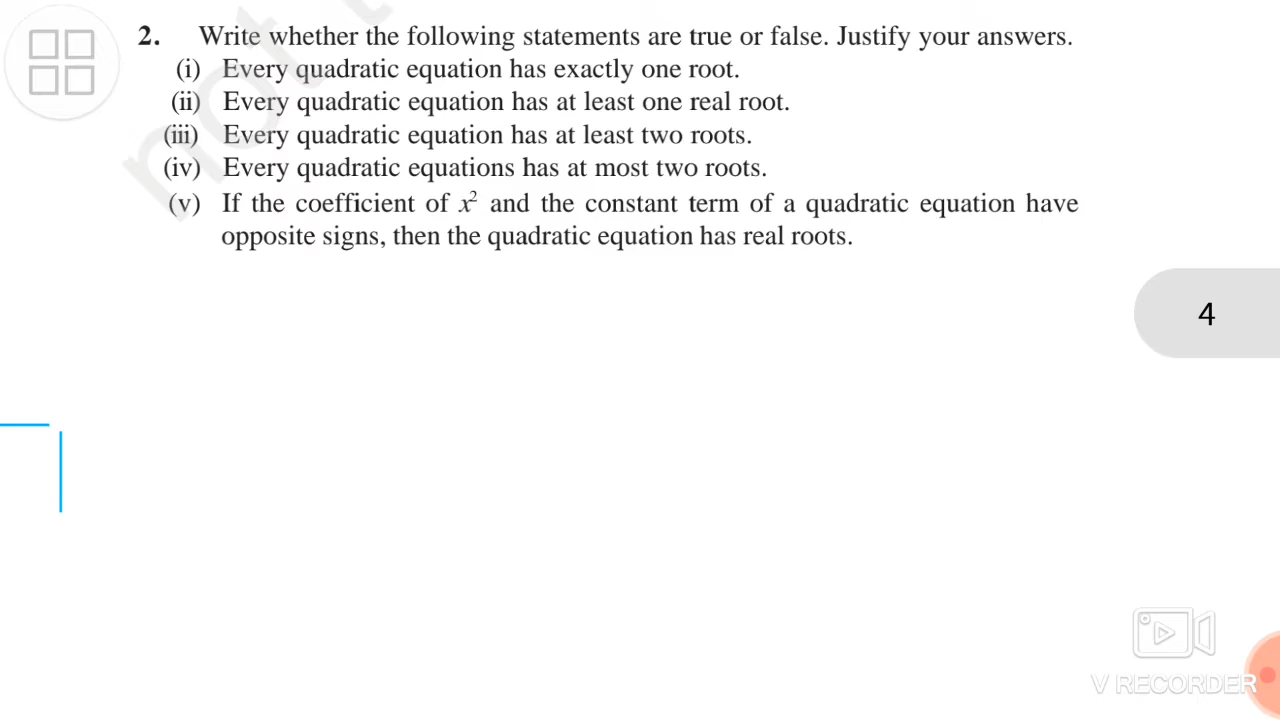 not t
2. Write whether the following statements are true or false. Justify your answers.
(i) Every quadratic equation has exactly one root.
(ii) Every quadratic equation has at least one real root.
(iii) Every quadratic equation has at least two roots.
(iv) Every quadratic equations has at most two roots.
(v) If the coefficient of x² and the constant term of a quadratic equation have
opposite signs, then the quadratic equation has real roots.
4
V RECORDER